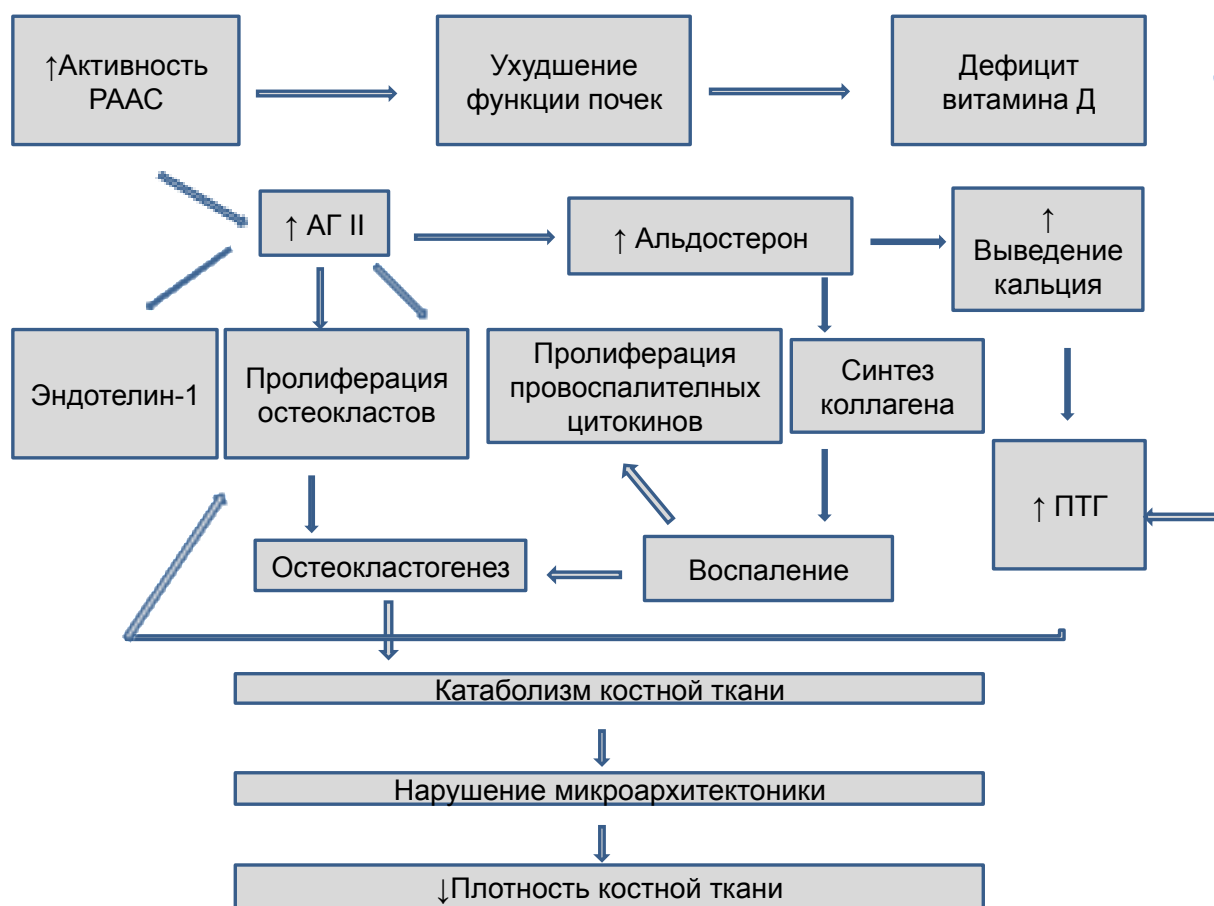 ↑Активность
РААС
Ухудшение
функции почек
Дефицит
витамина Д
↑ АГ II
↑ Альдостерон
↑
Выведение
кальция
Эндотелин-1
Пролиферация
остеокластов
Пролиферация
провоспалителных
цитокинов
Синтез
коллагена
↑ ПТГ
Остеокластогенез
Воспаление
Катаболизм костной ткани
Нарушение микроархитектоники
↓Плотность костной ткани